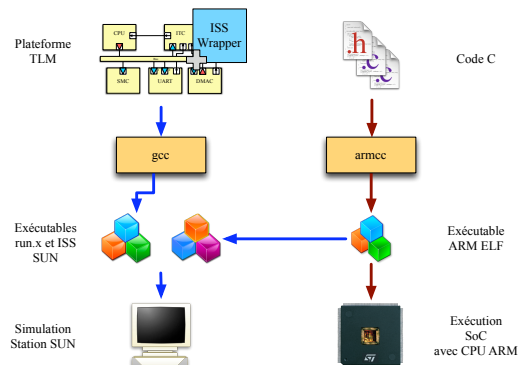 Plateforme
TLM
CPU
ITC
ISS
Wrapper
SMC
UART
DMAC
.h
.c
.c
Code C
gcc
armcc
Exécutables
run.x et ISS
SUN
Exécutable
ARM ELF
Simulation
Station SUN
Exécution
SoC
avec CPU ARM